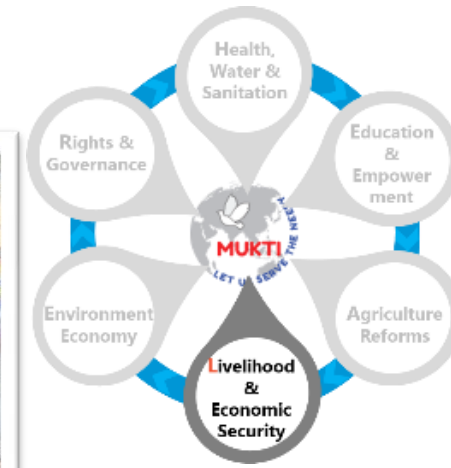 Health,
Water &
Sanitation
Rights &
Governance
Education
&
Empower
ment
MUKTI
LET US SERVE THE NEEDY
Environment
Economy
Agriculture
Reforms
Livelihood
&
Economic
Security